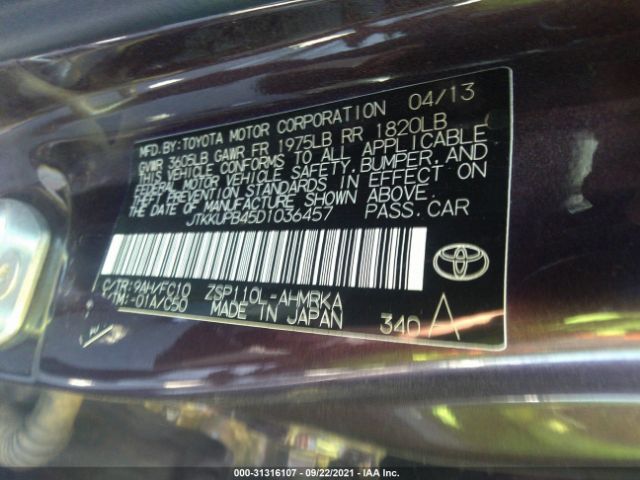 MFD.BY:TOYOTA MOTOR CORPORATION 04/13
GVWR 3605LB GAWR FR 1975LB RR 1820LB
THIS VEHICLE CONFORMS TO ALL APPLICABLE
FEDERAL MOTOR VEHICLE SAFETY,BUMPER,AND
THEFT PREVENTION STANDARDS IN EFFECT ON
THE DATE OF MANUFACTURE SHOWN ABOVE.
JTKKUPB45D1036457 PASS.CAR
C/TR:9AH/FC10 ZSP110L-AHMRKA
A/TM:-01A/C50 MADE IN JAPAN 340 A
000-31316107 - 09/22/2021 - IAA Inc.